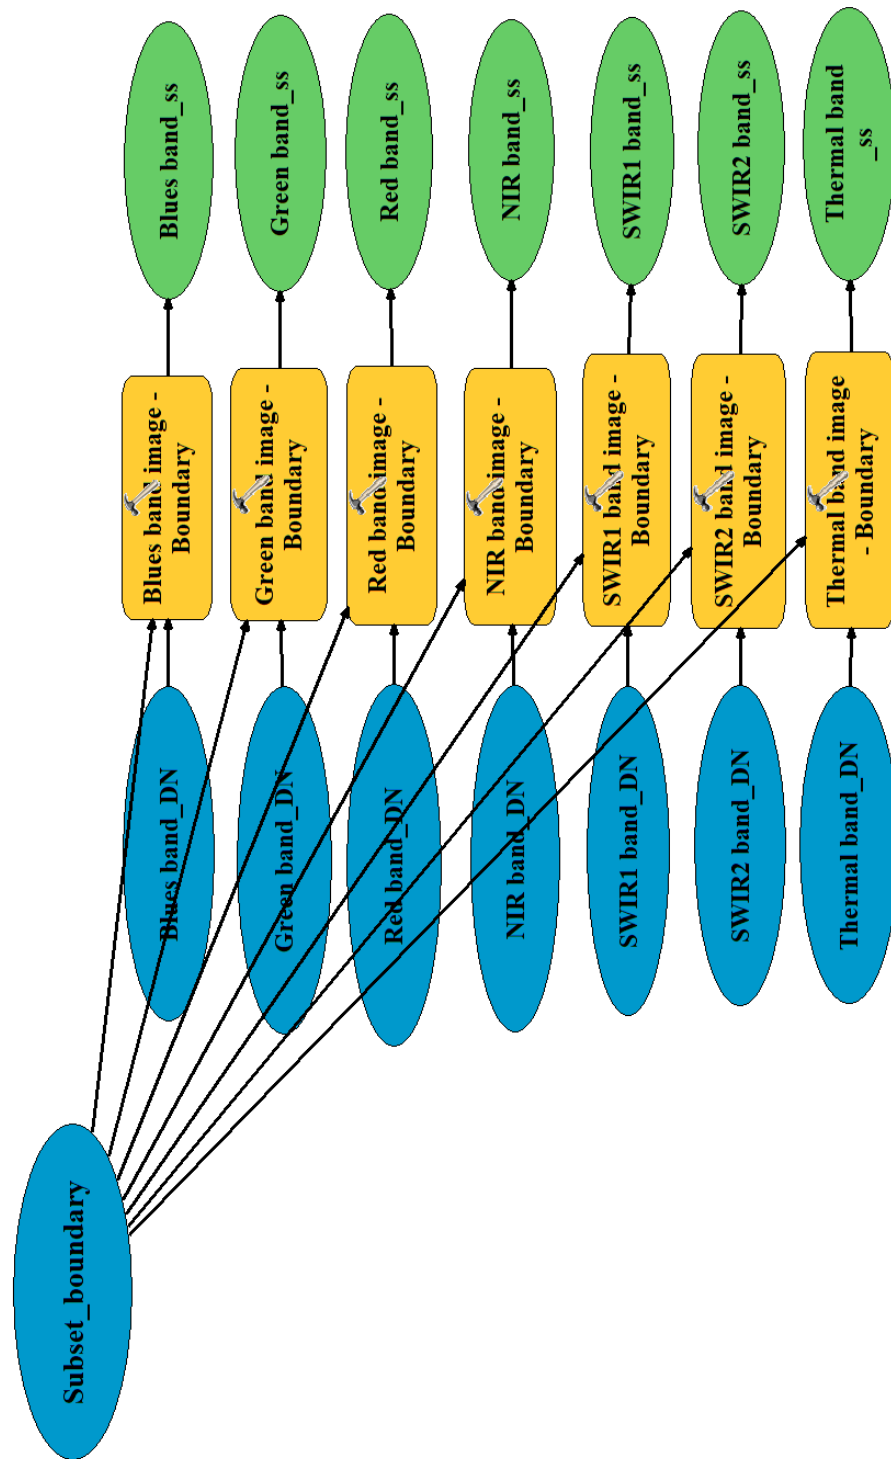 Subset_boundary
Blues band_DN
Green band_DN
Red band_DN
NIR band_DN
SWIR1 band_DN
SWIR2 band_DN
Thermal band_DN
Blues band image -
Boundary
Green band image -
Boundary
Red band image -
Boundary
NIR band image -
Boundary
SWIR1 band image -
Boundary
SWIR2 band image -
Boundary
Thermal band image
- Boundary
Blues band_ss
Green band_ss
Red band_ss
NIR band_ss
SWIR1 band_ss
SWIR2 band_ss
Thermal band
_ss